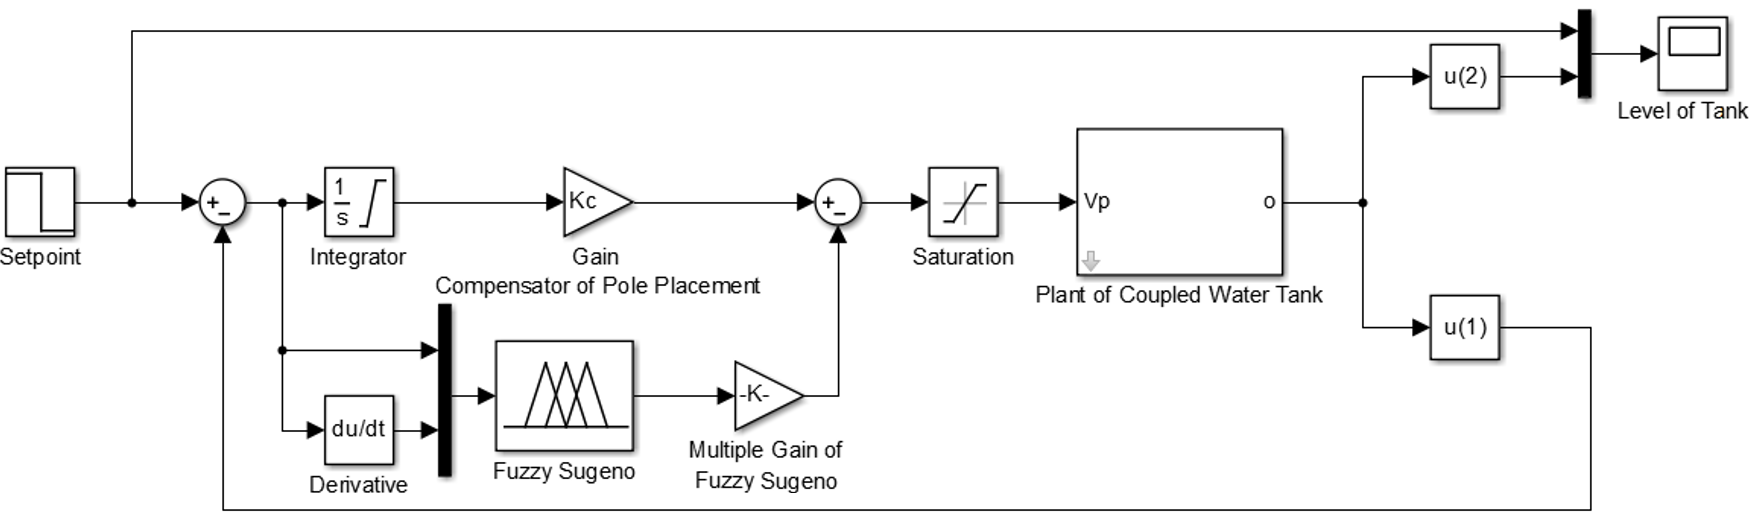 u(2)
Level of Tank
Setpoint
+
-
1
s
Integrator
Kc
Gain
Compensator of Pole Placement
+
-
Saturation
Vp
o
Plant of Coupled Water Tank
u(1)
du/dt
Derivative
Fuzzy Sugeno
-K-
Multiple Gain of
Fuzzy Sugeno